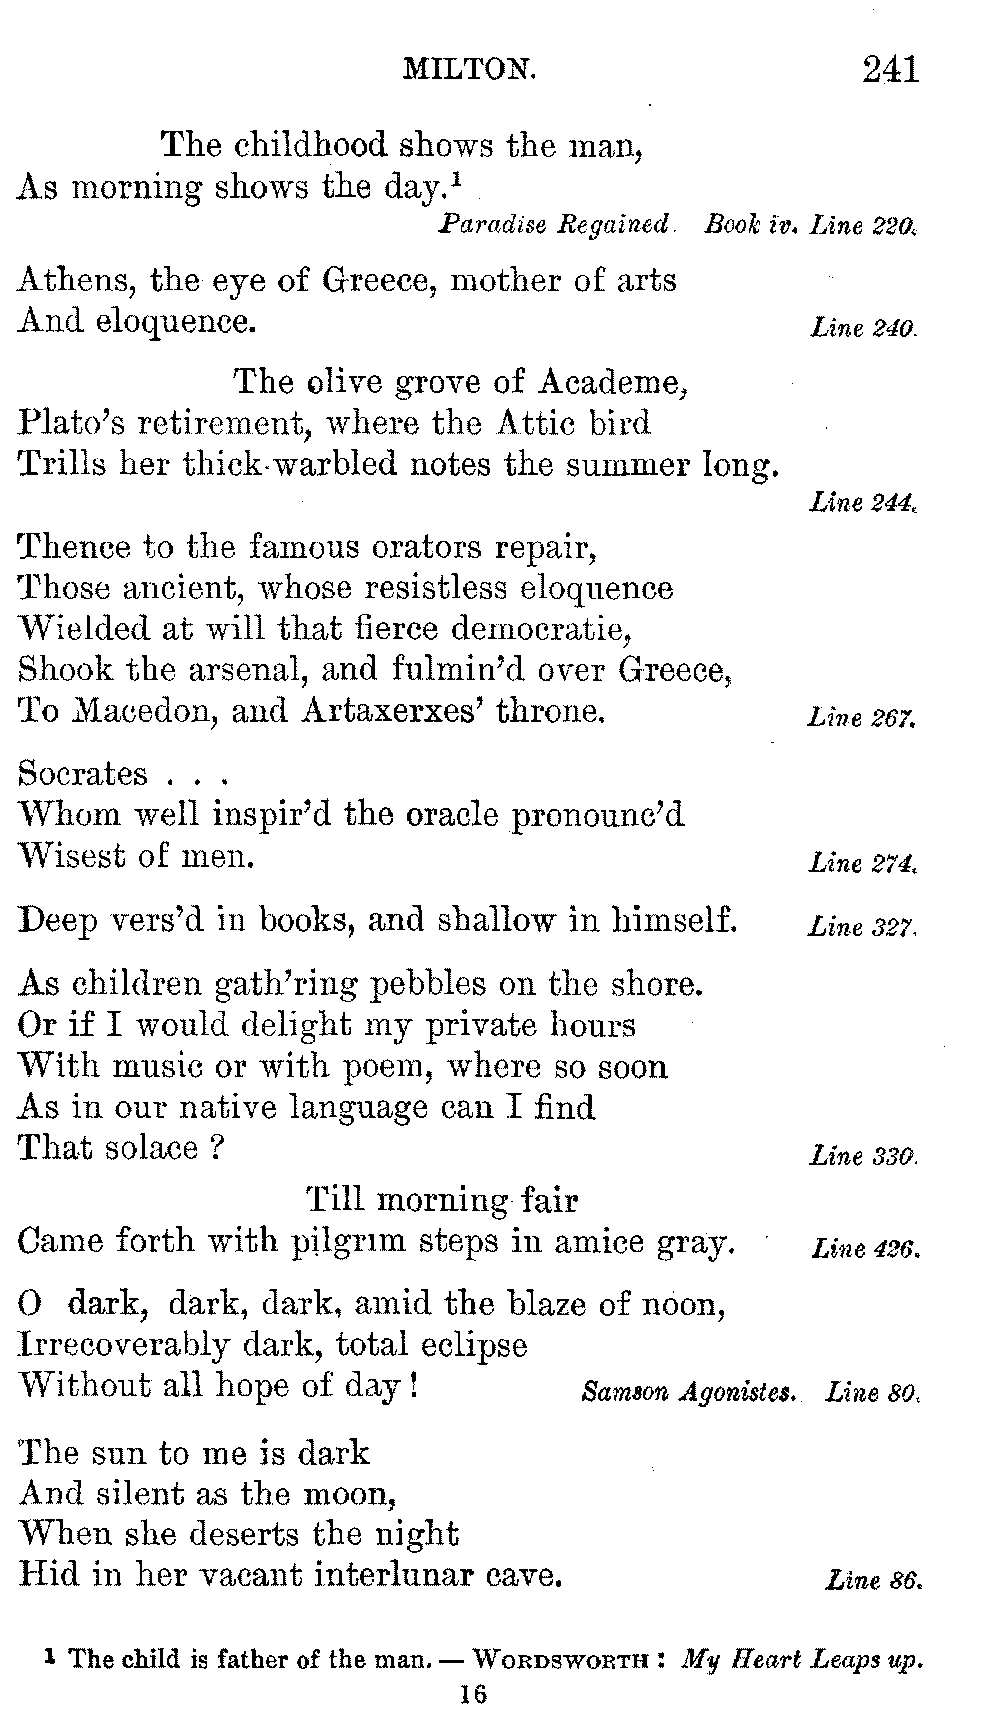 MILTON. 241
The childhood shows the man,
As morning shows the day.¹
Paradise Regained. Book iv. Line 220.
Athens, the eye of Greece, mother of arts
And eloquence. Line 240.
The olive grove of Academe,
Plato's retirement, where the Attic bird
Trills her thick-warbled notes the summer long.
Line 244.
Thence to the famous orators repair,
Those ancient, whose resistless eloquence
Wielded at will that fierce democratie,
Shook the arsenal, and fulmin'd over Greece,
To Macedon, and Artaxerxes' throne. Line 267.
Socrates . . .
Whom well inspir'd the oracle pronounc'd
Wisest of men. Line 274.
Deep vers'd in books, and shallow in himself. Line 327.
As children gath'ring pebbles on the shore.
Or if I would delight my private hours
With music or with poem, where so soon
As in our native language can I find
That solace ? Line 330.
Till morning fair
Came forth with pilgrim steps in amice gray. Line 426.
O dark, dark, dark, amid the blaze of noon,
Irrecoverably dark, total eclipse
Without all hope of day ! Samson Agonistes. Line 80.
The sun to me is dark
And silent as the moon,
When she deserts the night
Hid in her vacant interlunar cave. Line 86.
1 The child is father of the man. — WORDSWORTH : My Heart Leaps up.
16